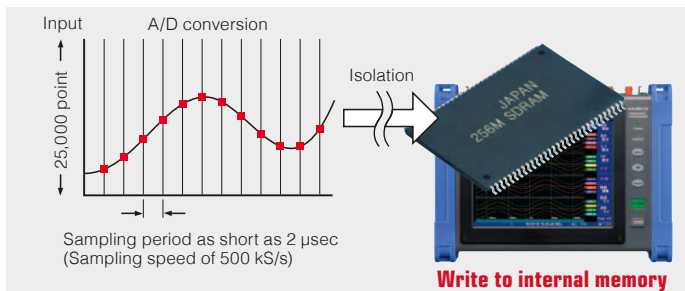 Input
A/D conversion
25,000 point
Isolation
JAPAN
256M SDRAM
Sampling period as short as 2 µsec
(Sampling speed of 500 kS/s)
Write to internal memory